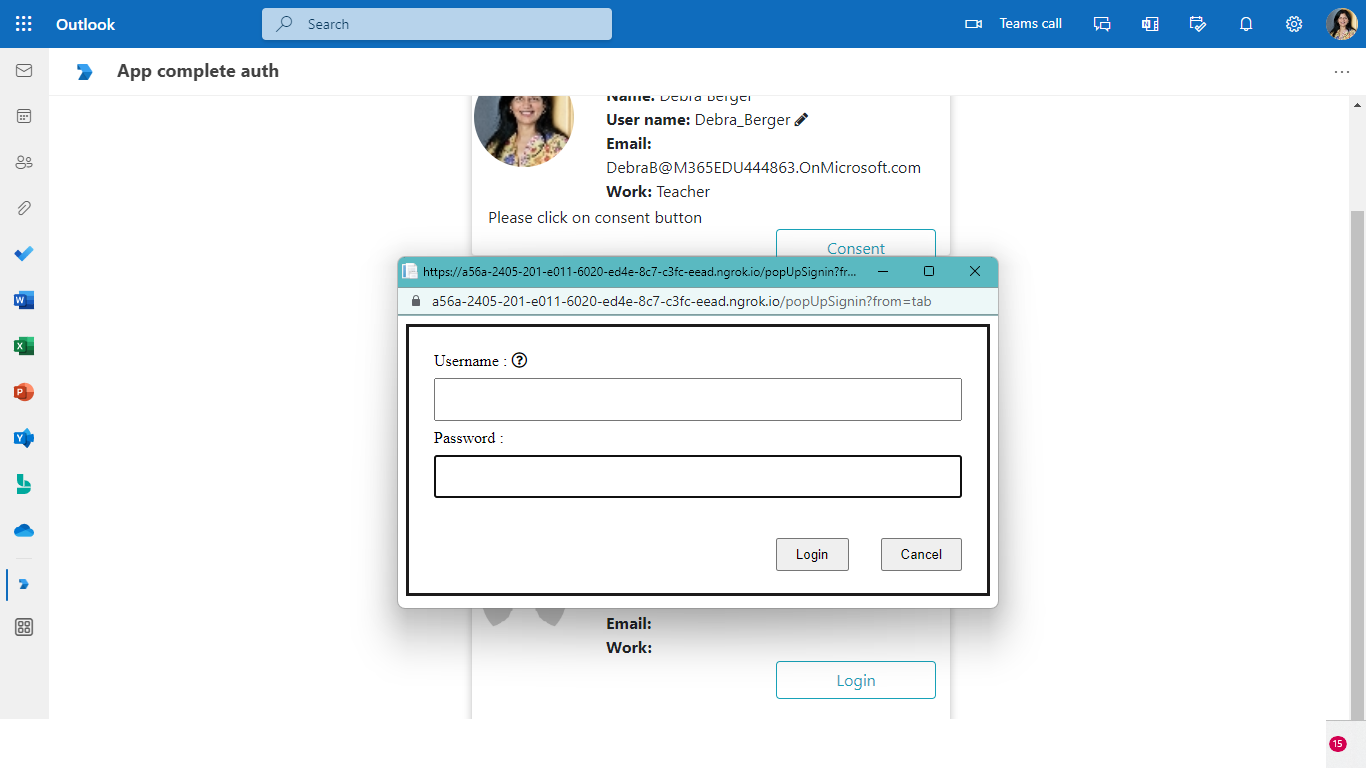 Outlook
Search
Teams call
App complete auth
Name: Debra Berger
User name: Debra_Berger
Email:
DebraB@M365EDU444863.OnMicrosoft.com
Work: Teacher
Please click on consent button
Consent
https://a56a-2405-201-e011-6020-ed4e-8c7-c3fc-eead.ngrok.io/popUpSignin?fr...
a56a-2405-201-e011-6020-ed4e-8c7-c3fc-eead.ngrok.io/popUpSignin?from=tab
Username :
Password :
Login
Cancel
Email:
Work:
Login
15